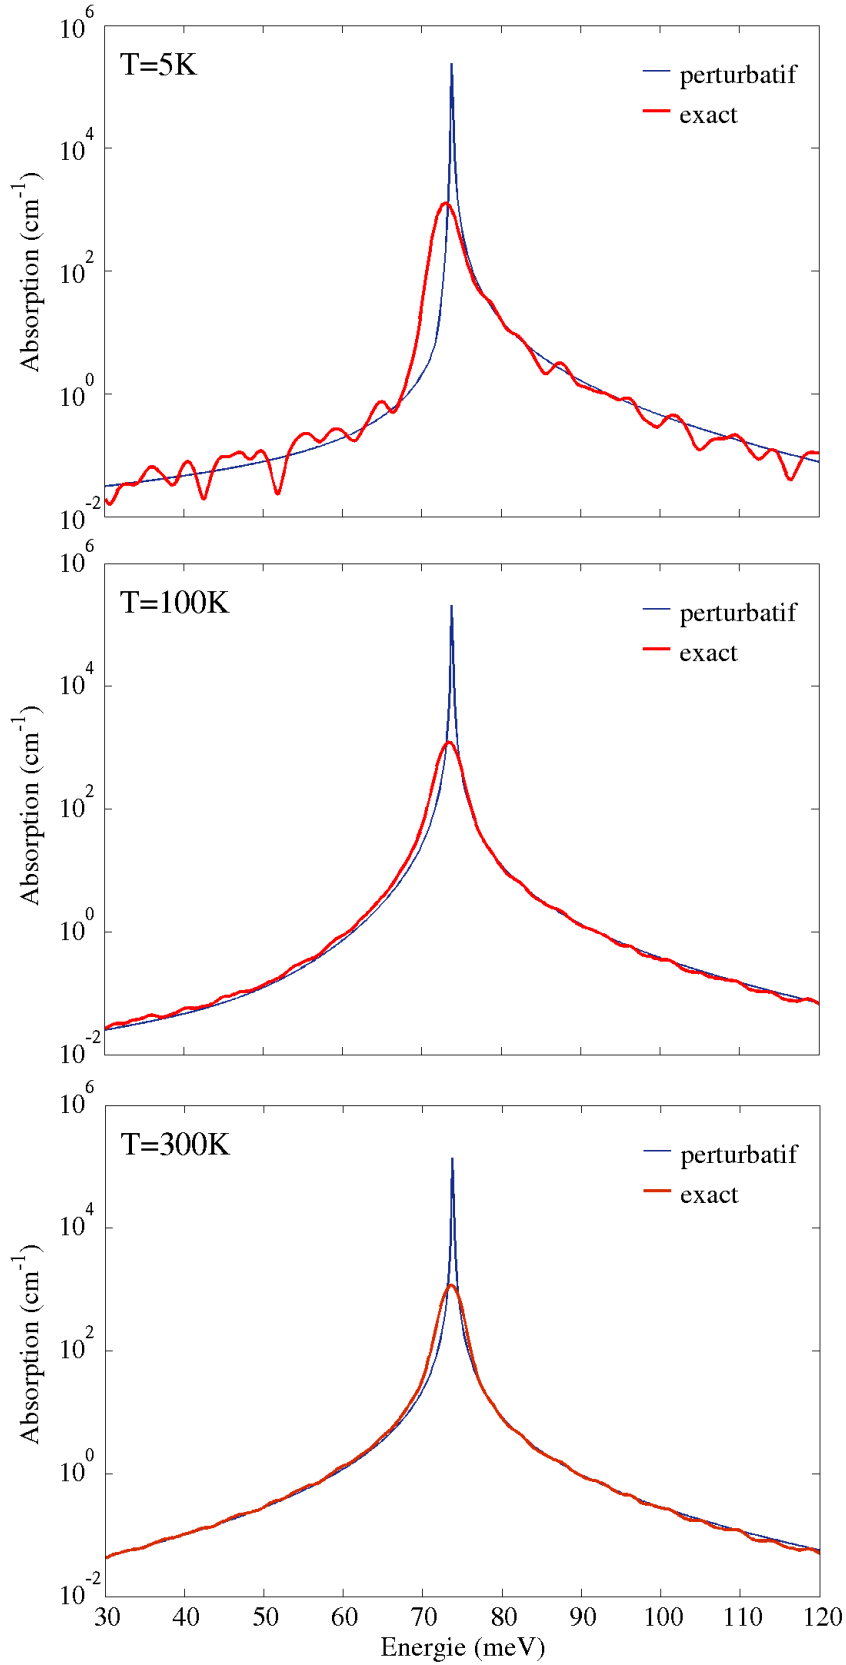 10^6
T=5K
perturbatif
exact
10^4
10^2
10^0
10^-2
Absorption (cm^-1)
10^6
T=100K
perturbatif
exact
10^4
10^2
10^0
10^-2
Absorption (cm^-1)
10^6
T=300K
perturbatif
exact
10^4
10^2
10^0
10^-2
Absorption (cm^-1)
30 40 50 60 70 80 90 100 110 120
Energie (meV)